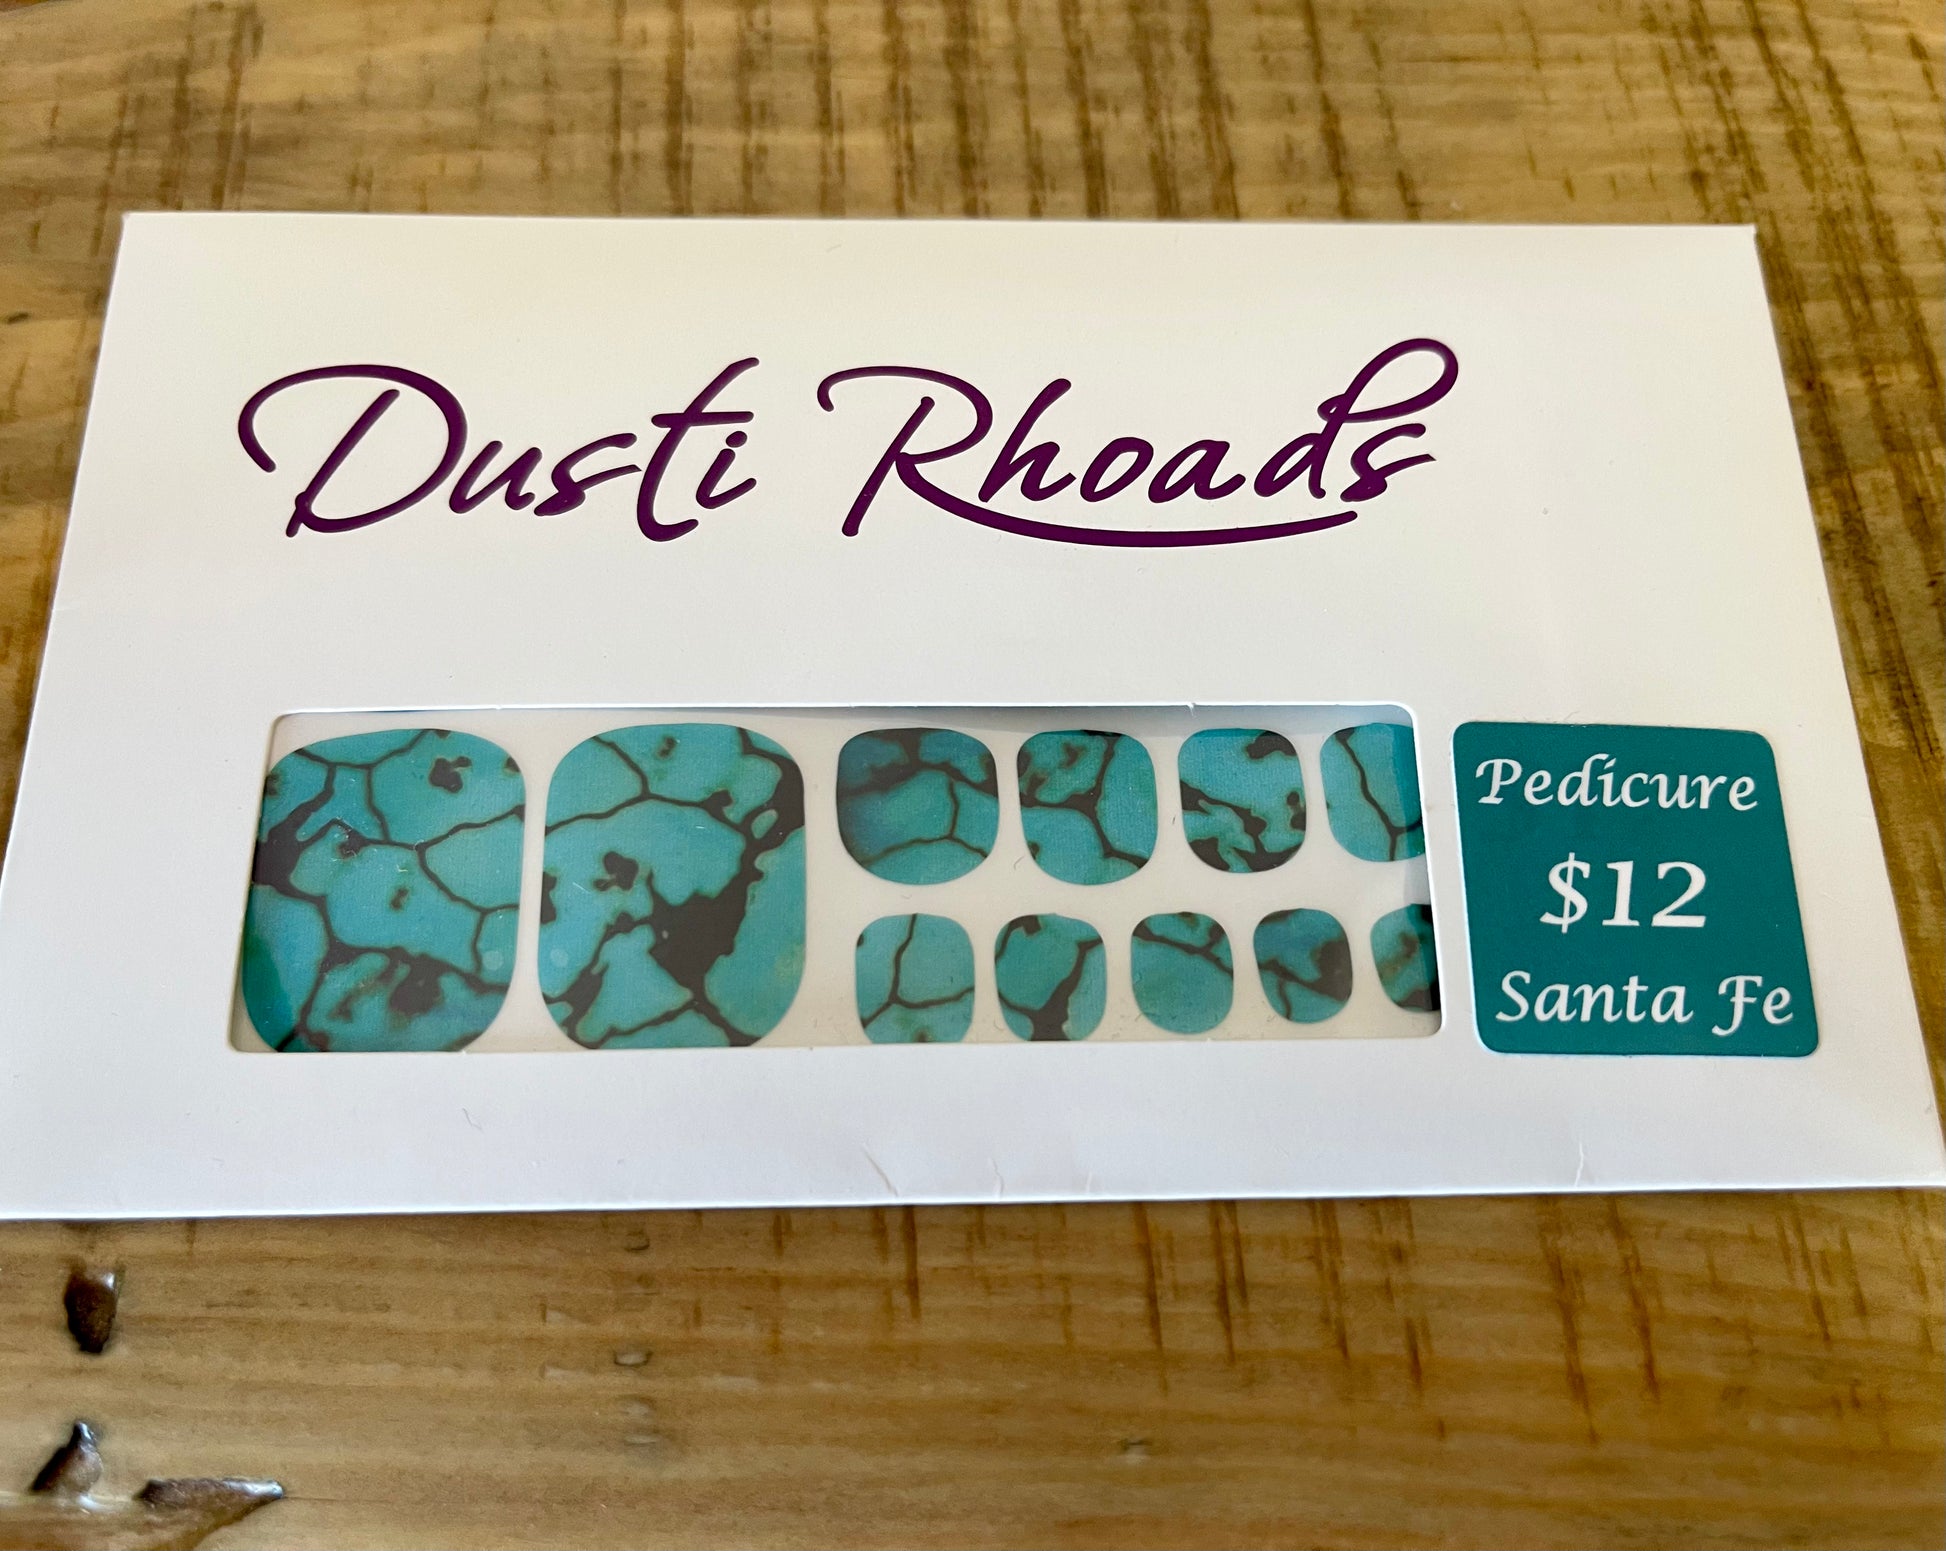 Dusti Rhoads
Pedicure
$12
Santa Fe